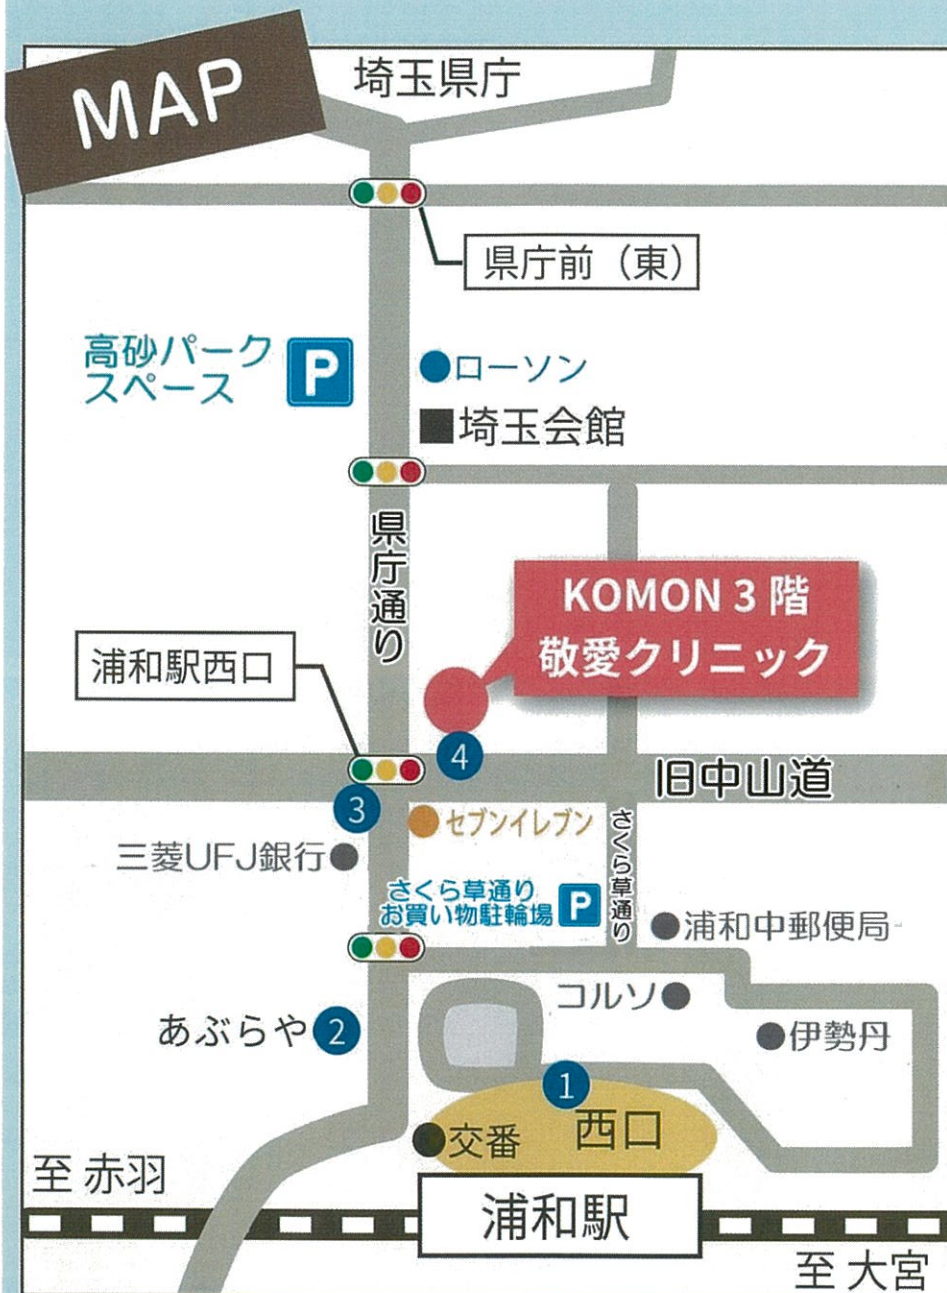 MAP
埼玉県庁
県庁前（東）
高砂パーク
スペース
P
ローソン
埼玉会館
県庁通り
KOMON 3 階
敬愛クリニック
浦和駅西口
4
旧中山道
3
セブンイレブン
さくら草通り
三菱UFJ銀行
さくら草通り
お買い物駐輪場
P
浦和中郵便局
コルソ
あぶらや
2
伊勢丹
1
交番
西口
至 赤羽
浦和駅
至 大宮